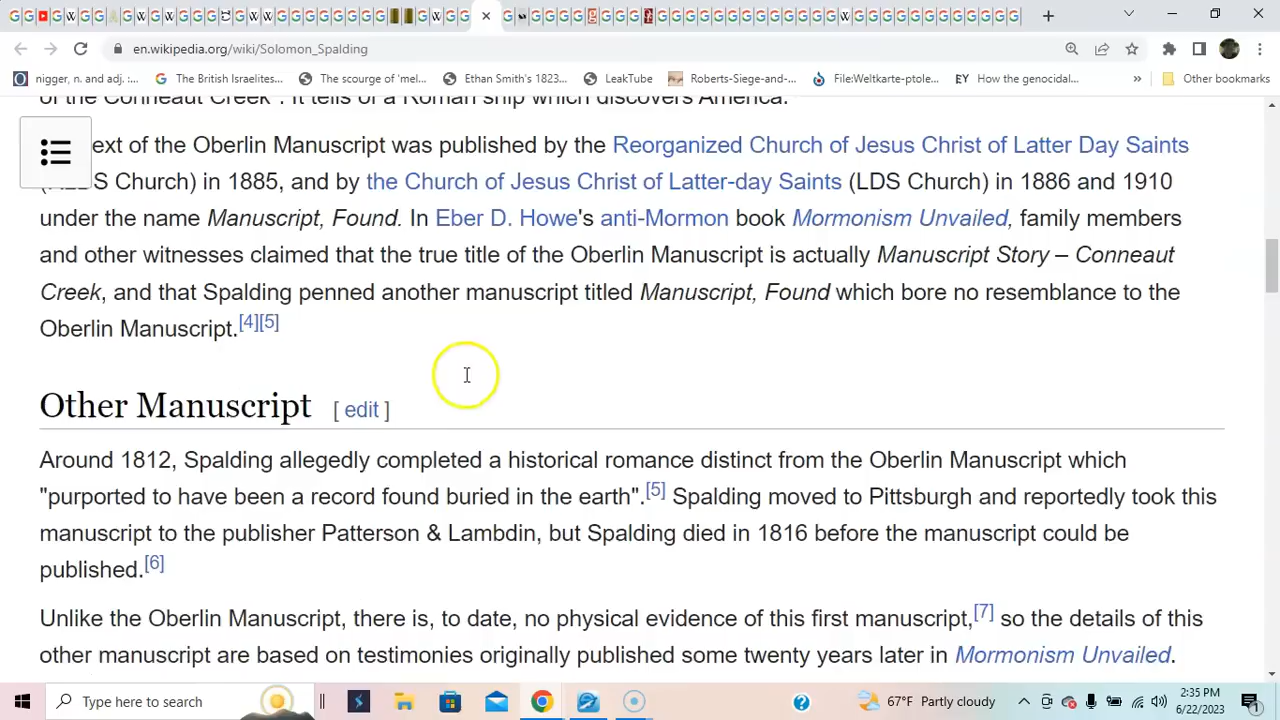 en.wikipedia.org/wiki/Solomon_Spalding
nigger, n. and adj. :... The British Israelites... The scourge of 'mel... Ethan Smith's 1823... LeakTube Roberts-Siege-and-... File:Weltkarte-ptole... EY How the genocidal... » Other bookmarks
of the Conneaut Creek". It tells of a Roman ship which discovers America.
ext of the Oberlin Manuscript was published by the Reorganized Church of Jesus Christ of Latter Day Saints
Church) in 1885, and by the Church of Jesus Christ of Latter-day Saints (LDS Church) in 1886 and 1910
under the name Manuscript, Found. In Eber D. Howe's anti-Mormon book Mormonism Unvailed, family members
and other witnesses claimed that the true title of the Oberlin Manuscript is actually Manuscript Story – Conneaut
Creek, and that Spalding penned another manuscript titled Manuscript, Found which bore no resemblance to the
Oberlin Manuscript.[4][5]
Other Manuscript [ edit ]
Around 1812, Spalding allegedly completed a historical romance distinct from the Oberlin Manuscript which
"purported to have been a record found buried in the earth".[5] Spalding moved to Pittsburgh and reportedly took this
manuscript to the publisher Patterson & Lambdin, but Spalding died in 1816 before the manuscript could be
published.[6]
Unlike the Oberlin Manuscript, there is, to date, no physical evidence of this first manuscript,[7] so the details of this
other manuscript are based on testimonies originally published some twenty years later in Mormonism Unvailed.
Type here to search 67°F Partly cloudy 2:35 PM
6/22/2023